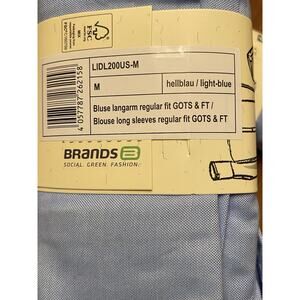 FSC
MIX
LIDL200US-M
M
hellblau / light-blue
Bluse langarm regular fit GOTS & FT /
Blouse long sleeves regular fit GOTS & FT
4 057787 262158
BRANDS
SOCIAL. GREEN. FASHION.